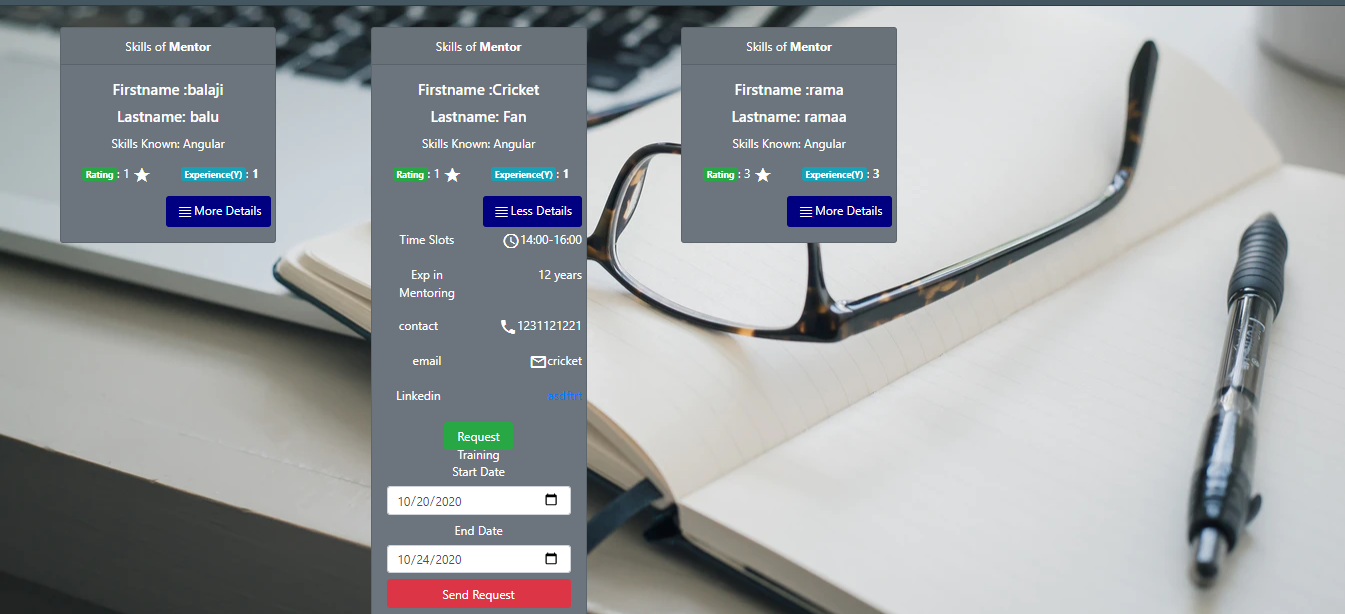 Skills of Mentor
Firstname :balaji
Lastname: balu
Skills Known: Angular
Rating : 1 Experience(Y) : 1
More Details
Skills of Mentor
Firstname :Cricket
Lastname: Fan
Skills Known: Angular
Rating : 1 Experience(Y) : 1
Less Details
Time Slots 14:00-16:00
Exp in 12 years
Mentoring
contact 1231121221
email cricket
Linkedin
Request
Training
Start Date
10/20/2020
End Date
10/24/2020
Send Request
Skills of Mentor
Firstname :rama
Lastname: ramaa
Skills Known: Angular
Rating : 3 Experience(Y) : 3
More Details